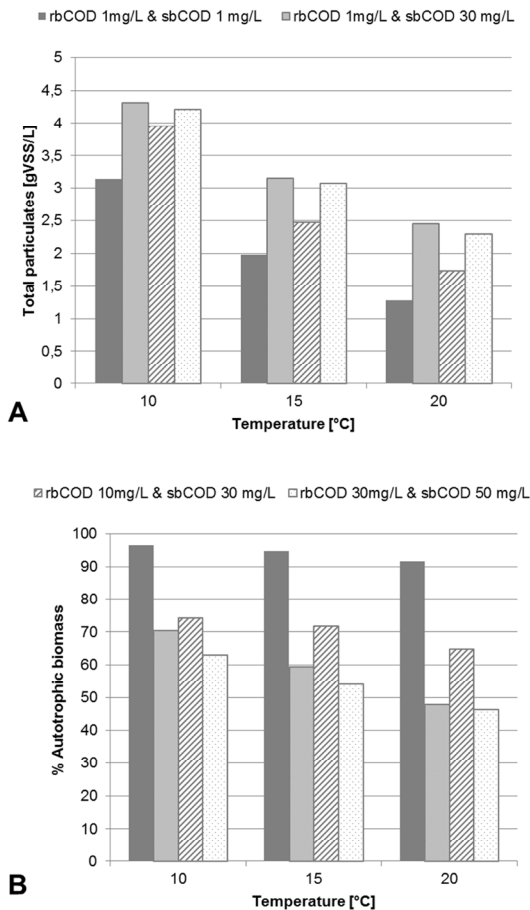 rbCOD 1mg/L & sbCOD 1 mg/L rbCOD 1mg/L & sbCOD 30 mg/L
5
4,5
4
3,5
3
2,5
2
1,5
1
0,5
0
Total particulates [gVSS/L]
10 15 20
Temperature [°C]
A
rbCOD 10mg/L & sbCOD 30 mg/L rbCOD 30mg/L & sbCOD 50 mg/L
100
90
80
70
60
50
40
30
20
10
0
% Autotrophic biomass
10 15 20
Temperature [°C]
B